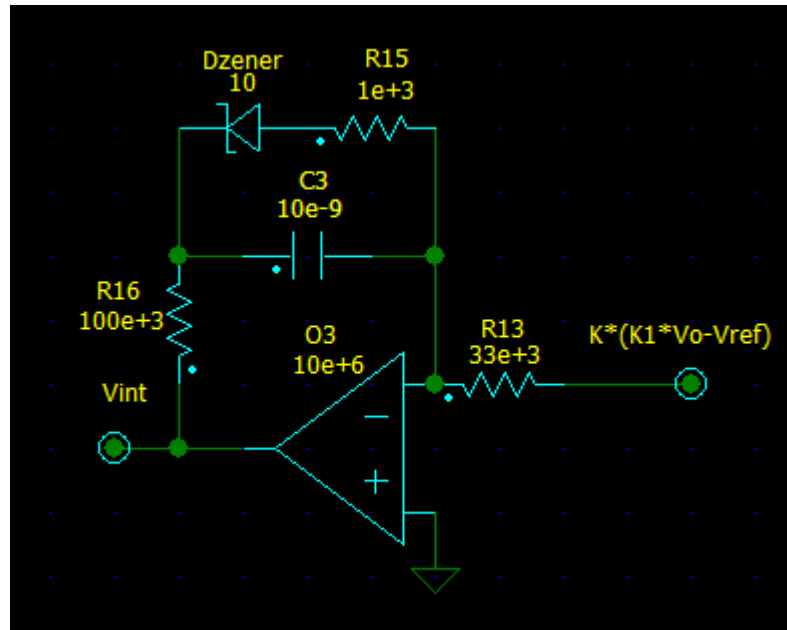 Dzener
10
R15
1e+3
C3
10e-9
R16
100e+3
O3
10e+6
R13
33e+3
K*(K1*Vo-Vref)
Vint
−
+